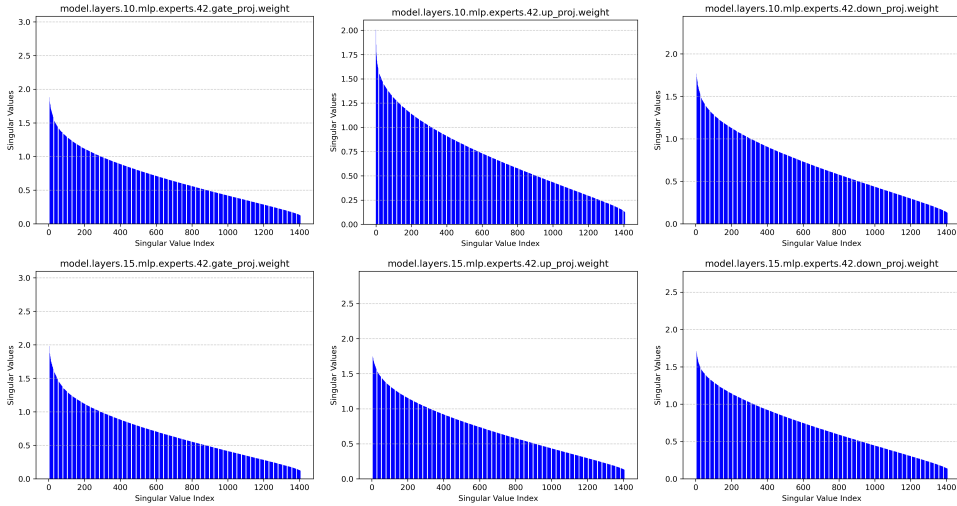 model.layers.10.mlp.experts.42.gate_proj.weight
3.0
2.5
2.0
1.5
1.0
0.5
0.0
Singular Values
0 200 400 600 800 1000 1200 1400
Singular Value Index
model.layers.10.mlp.experts.42.up_proj.weight
2.00
1.75
1.50
1.25
1.00
0.75
0.50
0.25
0.00
Singular Values
0 200 400 600 800 1000 1200 1400
Singular Value Index
model.layers.10.mlp.experts.42.down_proj.weight
2.0
1.5
1.0
0.5
0.0
Singular Values
0 200 400 600 800 1000 1200 1400
Singular Value Index
model.layers.15.mlp.experts.42.gate_proj.weight
3.0
2.5
2.0
1.5
1.0
0.5
0.0
Singular Values
0 200 400 600 800 1000 1200 1400
Singular Value Index
model.layers.15.mlp.experts.42.up_proj.weight
2.5
2.0
1.5
1.0
0.5
0.0
Singular Values
0 200 400 600 800 1000 1200 1400
Singular Value Index
model.layers.15.mlp.experts.42.down_proj.weight
2.5
2.0
1.5
1.0
0.5
0.0
Singular Values
0 200 400 600 800 1000 1200 1400
Singular Value Index